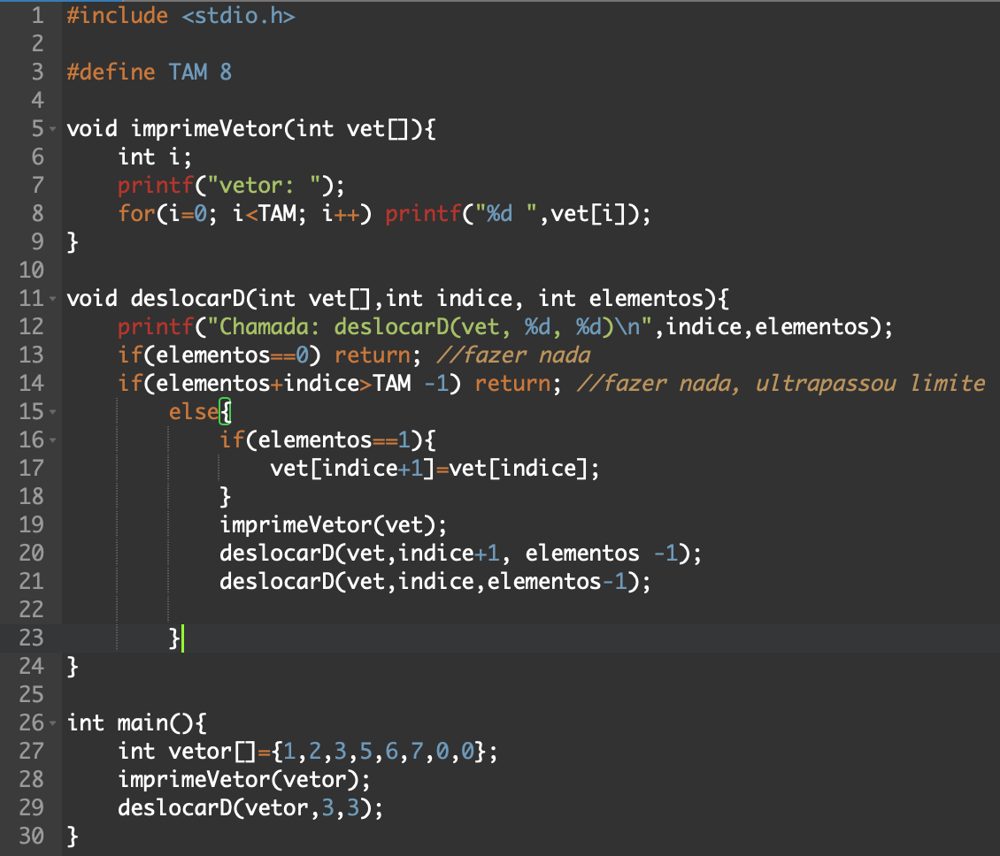 1 #include <stdio.h>
2
3 #define TAM 8
4
5 void imprimeVetor(int vet[]){
6     int i;
7     printf("vetor: ");
8     for(i=0; i<TAM; i++) printf("%d ",vet[i]);
9 }
10
11 void deslocarD(int vet[],int indice, int elementos){
12     printf("Chamada: deslocarD(vet, %d, %d)\n",indice,elementos);
13     if(elementos==0) return; //fazer nada
14     if(elementos+indice>TAM -1) return; //fazer nada, ultrapassou limite
15         else{
16             if(elementos==1){
17                 vet[indice+1]=vet[indice];
18             }
19             imprimeVetor(vet);
20             deslocarD(vet,indice+1, elementos -1);
21             deslocarD(vet,indice,elementos-1);
22
23         }
24 }
25
26 int main(){
27     int vetor[]={1,2,3,5,6,7,0,0};
28     imprimeVetor(vetor);
29     deslocarD(vetor,3,3);
30 }